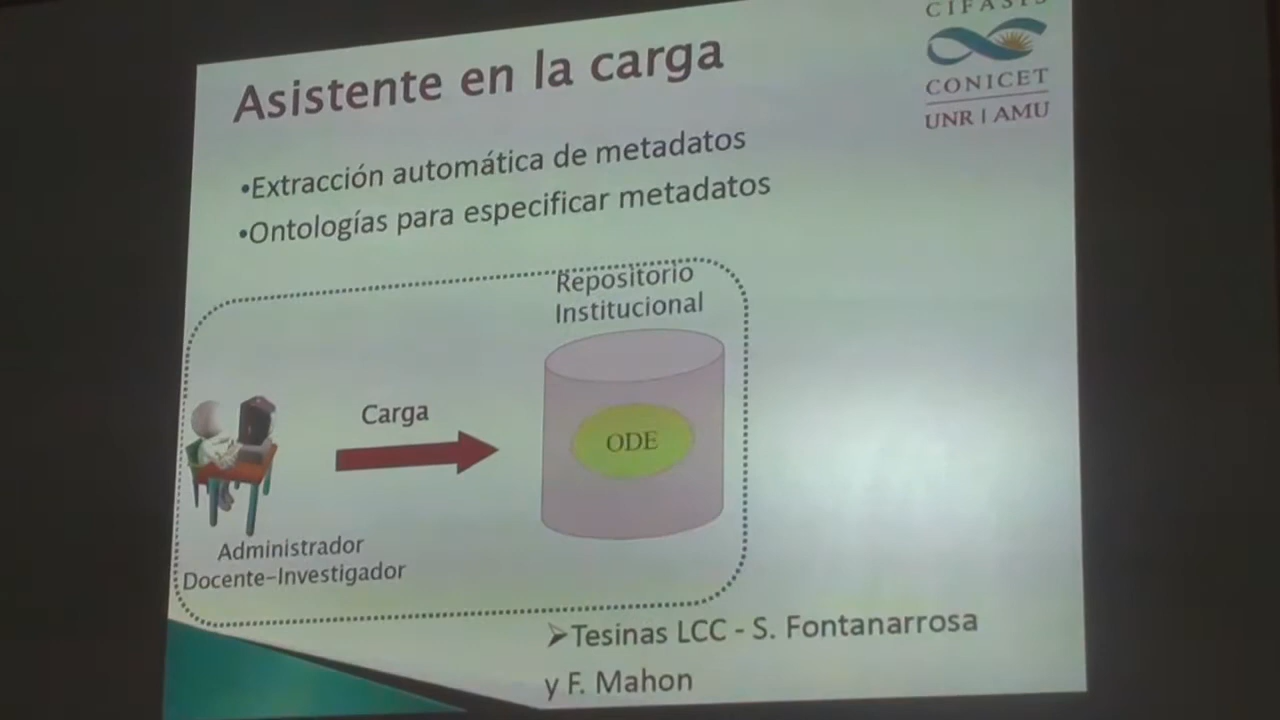 CIFASIS
CONICET
UNR | AMU
Asistente en la carga
•Extracción automática de metadatos
•Ontologías para especificar metadatos
Repositorio
Institucional
Carga
ODE
Administrador
Docente-Investigador
➢Tesinas LCC - S. Fontanarrosa
y F. Mahon